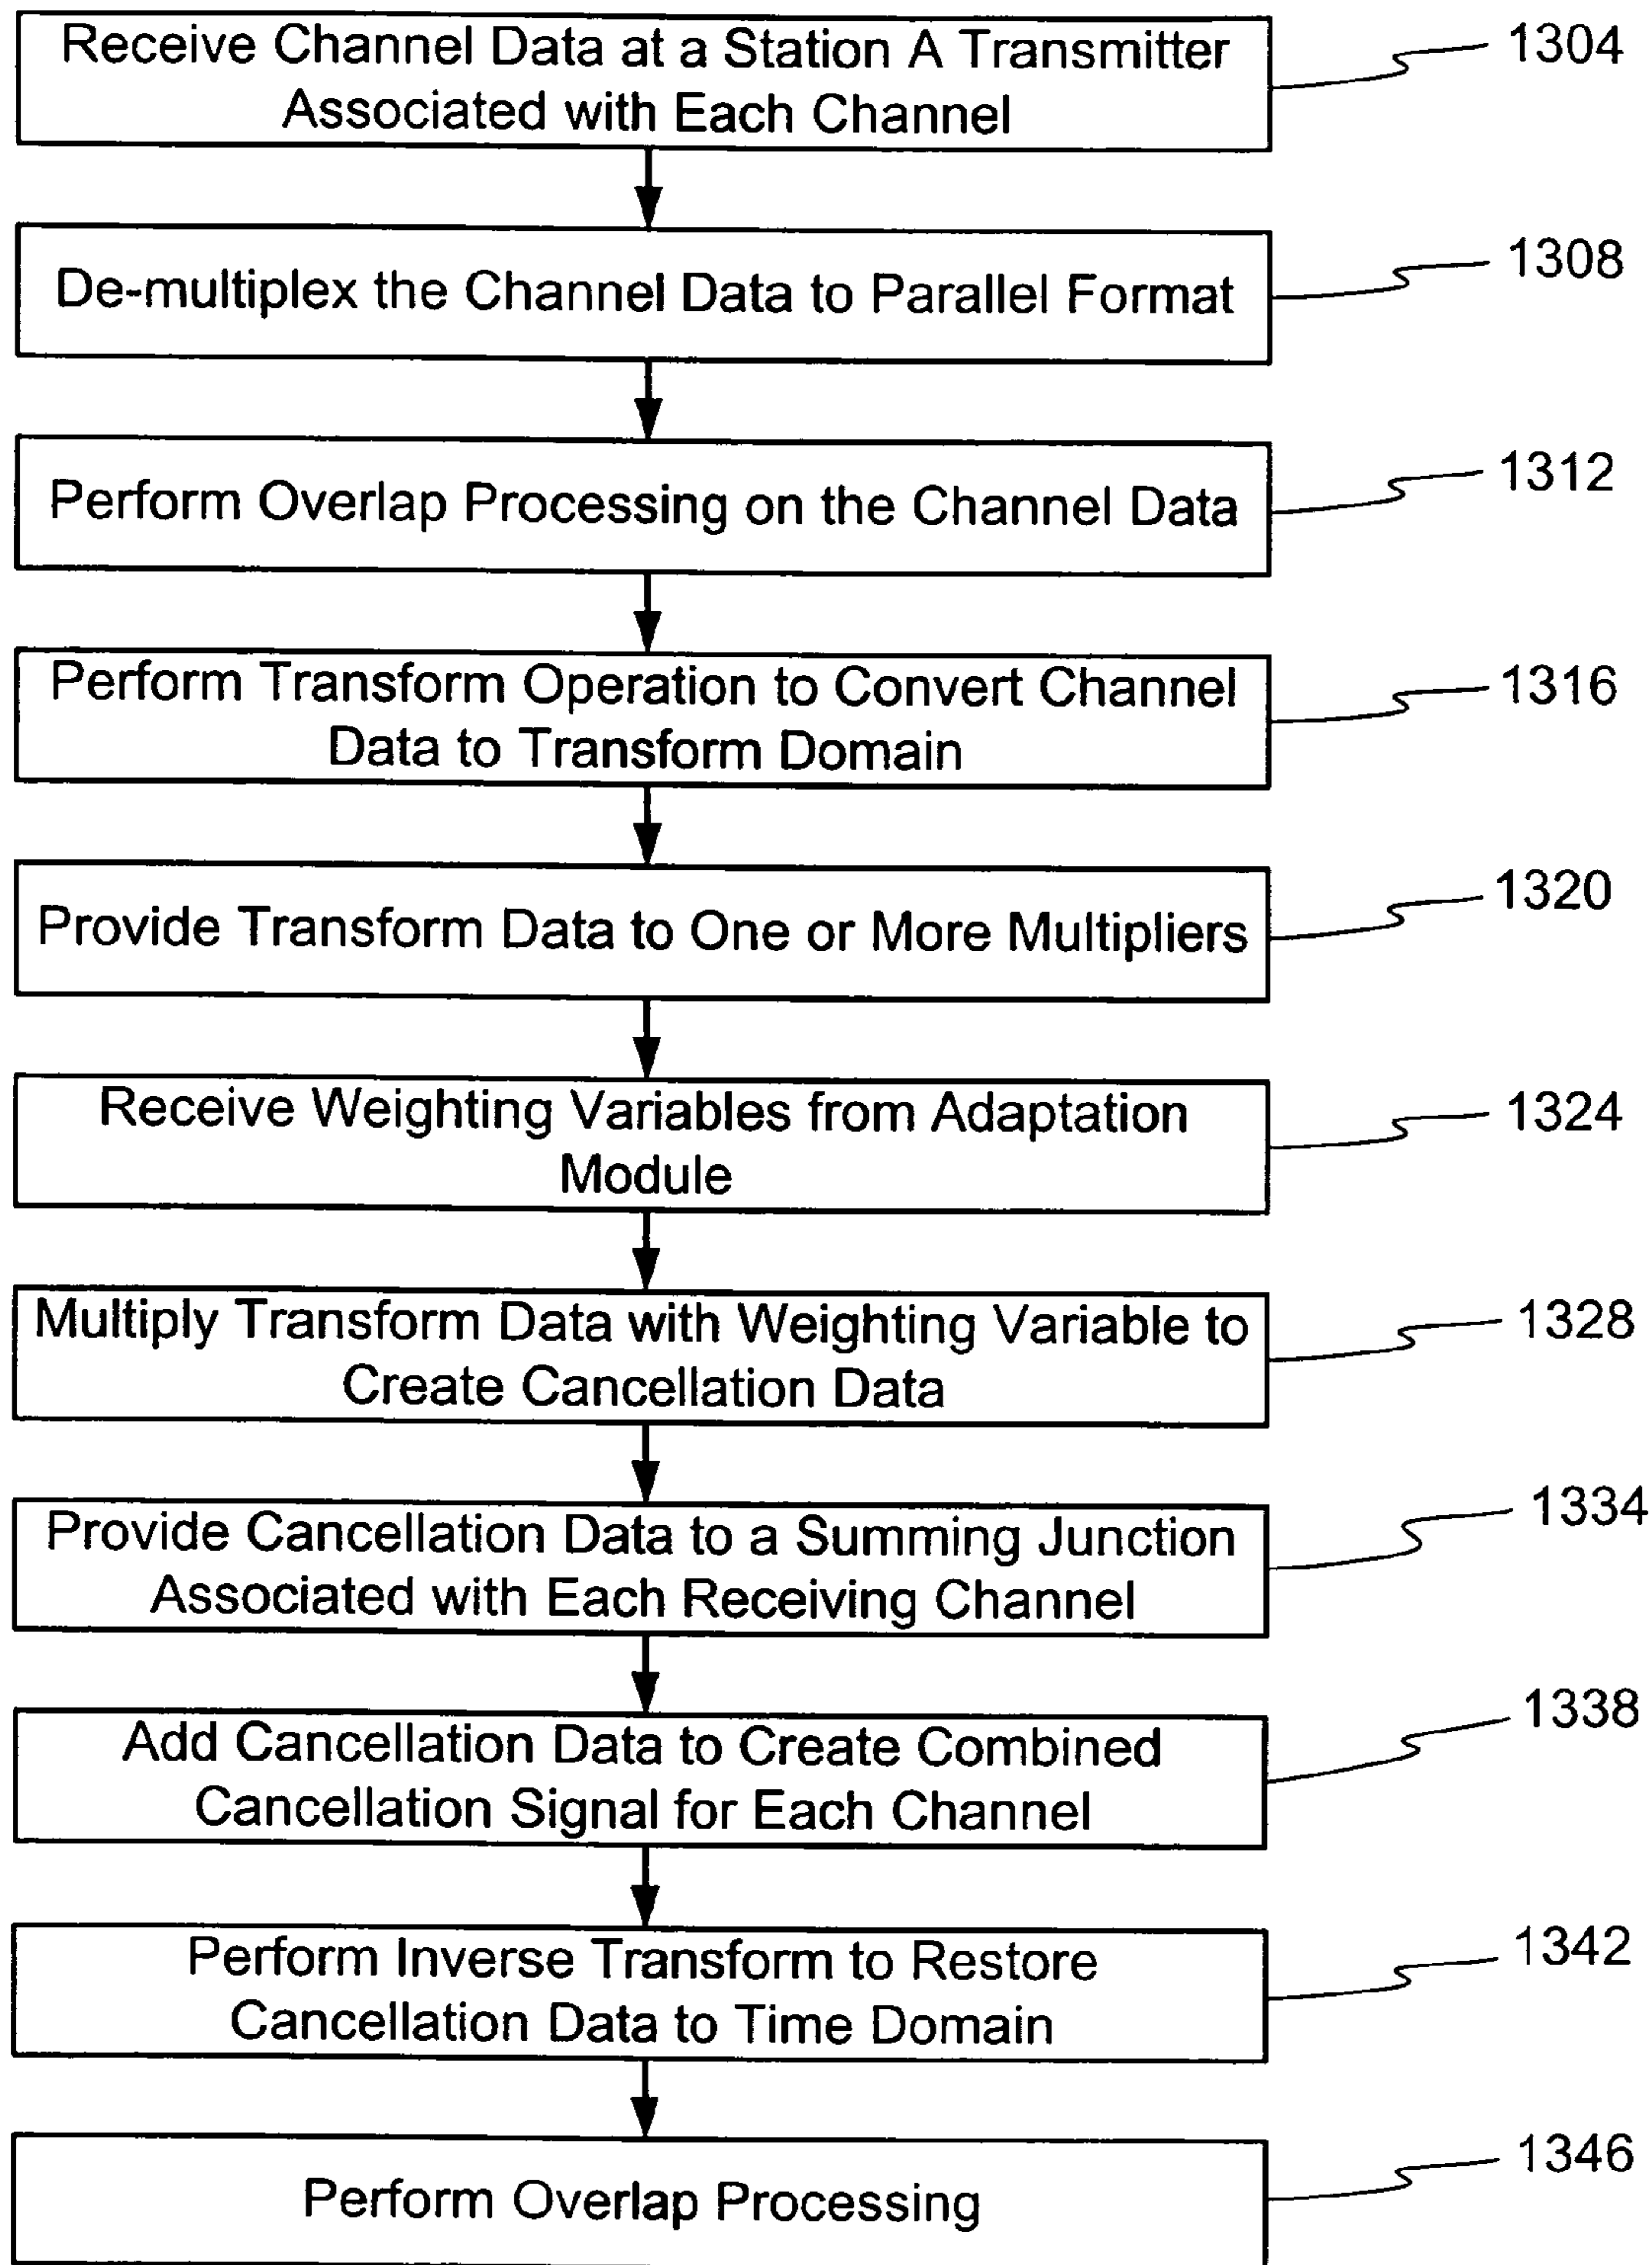 Receive Channel Data at a Station A Transmitter
Associated with Each Channel
1304
De-multiplex the Channel Data to Parallel Format
1308
Perform Overlap Processing on the Channel Data
1312
Perform Transform Operation to Convert Channel
Data to Transform Domain
1316
Provide Transform Data to One or More Multipliers
1320
Receive Weighting Variables from Adaptation
Module
1324
Multiply Transform Data with Weighting Variable to
Create Cancellation Data
1328
Provide Cancellation Data to a Summing Junction
Associated with Each Receiving Channel
1334
Add Cancellation Data to Create Combined
Cancellation Signal for Each Channel
1338
Perform Inverse Transform to Restore
Cancellation Data to Time Domain
1342
Perform Overlap Processing
1346